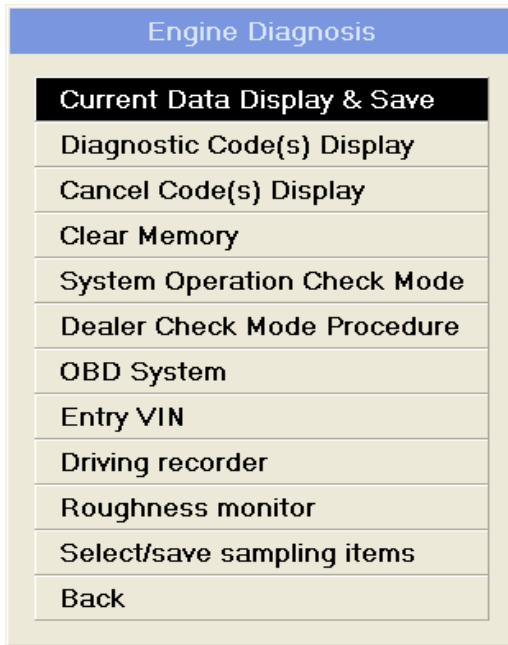 Engine Diagnosis
Current Data Display & Save
Diagnostic Code(s) Display
Cancel Code(s) Display
Clear Memory
System Operation Check Mode
Dealer Check Mode Procedure
OBD System
Entry VIN
Driving recorder
Roughness monitor
Select/save sampling items
Back